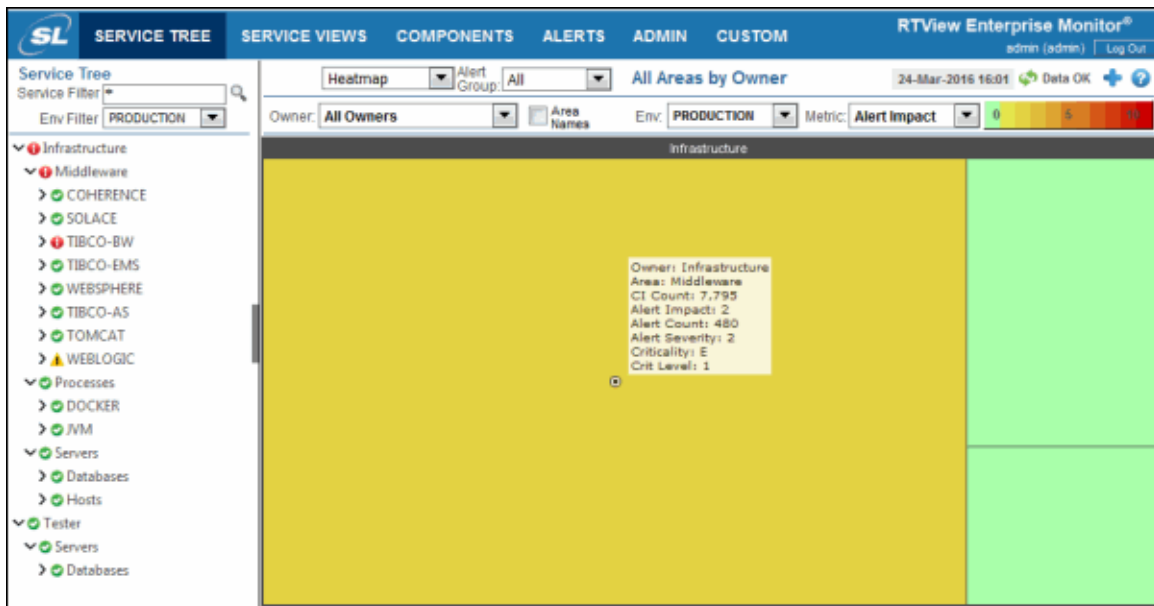 SL SERVICE TREE SERVICE VIEWS COMPONENTS ALERTS ADMIN CUSTOM RTView Enterprise Monitor®
admin (admin) Log Out
Service Tree
Service Filter *
Env Filter PRODUCTION
Heatmap Alert Group: All All Areas by Owner 24-Mar-2016 16:01 Data OK
Owner: All Owners Area Names Env: PRODUCTION Metric: Alert Impact 0 5 10
Infrastructure
Middleware
COHERENCE
SOLACE
TIBCO-BW
TIBCO-EMS
WEBSPHERE
TIBCO-AS
TOMCAT
WEBLOGIC
Processes
DOCKER
JVM
Servers
Databases
Hosts
Tester
Servers
Databases
Infrastructure
Owner: Infrastructure
Area: Middleware
CI Count: 7,795
Alert Impact: 2
Alert Count: 480
Alert Severity: 2
Criticality: E
Crit Level: 1